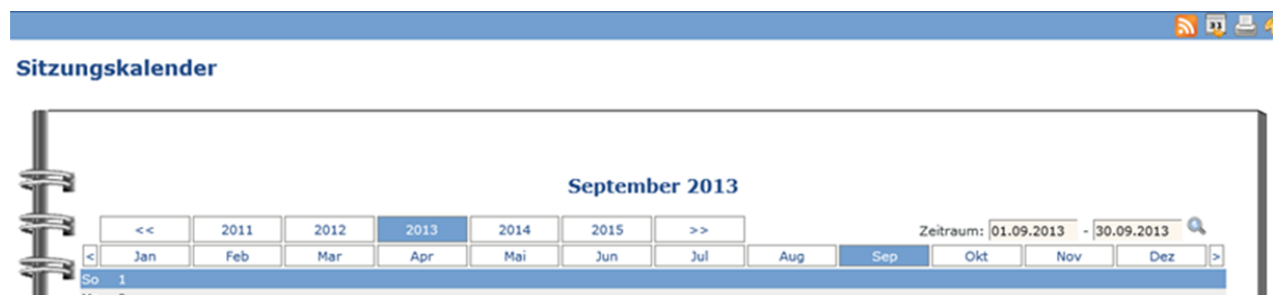 31
Sitzungskalender
September 2013
<< 2011 2012 2013 2014 2015 >> Zeitraum: 01.09.2013 - 30.09.2013
< Jan Feb Mar Apr Mai Jun Jul Aug Sep Okt Nov Dez >
So 1